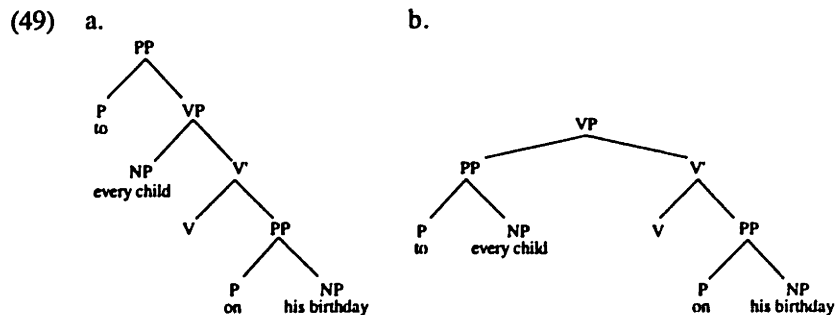 (49) a. b.
PP
P VP
to
NP V'
every child
V PP
P NP
on his birthday
VP
PP V'
P NP V PP
to every child
P NP
on his birthday